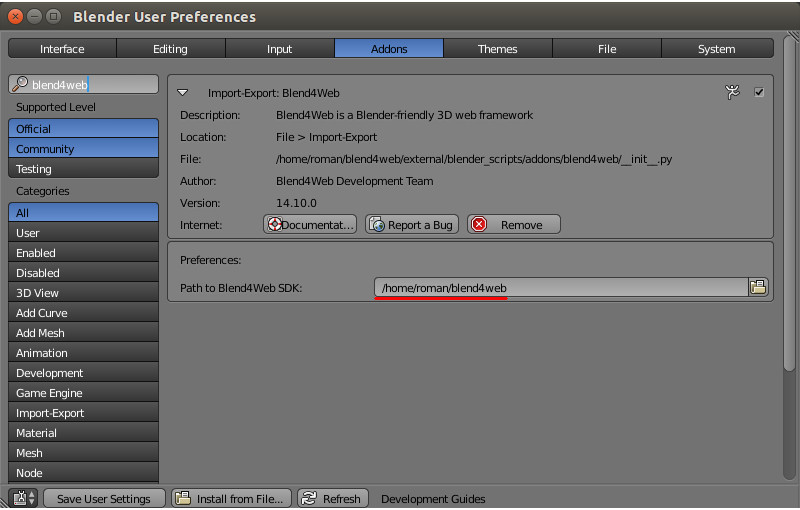 Blender User Preferences
Interface Editing Input Addons Themes File System
blend4web
Supported Level
Official
Community
Testing
Categories
All
User
Enabled
Disabled
3D View
Add Curve
Add Mesh
Animation
Development
Game Engine
Import-Export
Material
Mesh
Node
Import-Export: Blend4Web
Description: Blend4Web is a Blender-friendly 3D web framework
Location: File > Import-Export
File: /home/roman/blend4web/external/blender_scripts/addons/blend4web/__init__.py
Author: Blend4Web Development Team
Version: 14.10.0
Internet: Documentat... Report a Bug Remove
Preferences:
Path to Blend4Web SDK: /home/roman/blend4web
Save User Settings Install from File... Refresh Development Guides